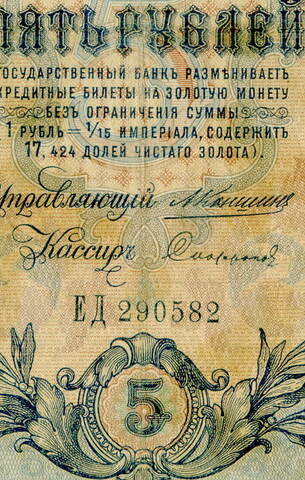 ПЯТЬ РУБЛЕЙ
ГОСУДАРСТВЕННЫЙ БАНКЪ РАЗМѢНИВАЕТЪ
КРЕДИТНЫЕ БИЛЕТЫ НА ЗОЛОТУЮ МОНЕТУ
БЕЗЪ ОГРАНИЧЕНІЯ СУММЫ
1 РУБЛЬ = 1/15 ИМПЕРІАЛА, СОДЕРЖИТЪ
17,424 ДОЛЕЙ ЧИСТАГО ЗОЛОТА).
Управляющій
Кассиръ
ЕД 290582
5